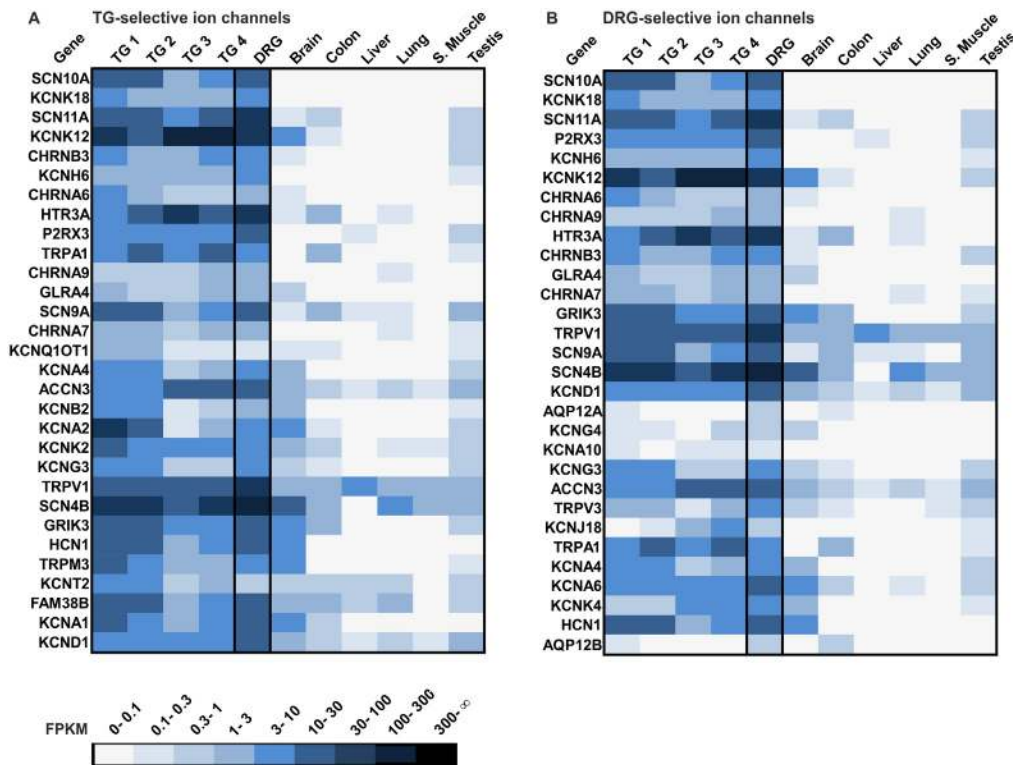 A TG-selective ion channels
Gene TG 1 TG 2 TG 3 TG 4 DRG Brain Colon Liver Lung S. Muscle Testis
SCN10A
KCNK18
SCN11A
KCNK12
CHRNB3
KCNH6
CHRNA6
HTR3A
P2RX3
TRPA1
CHRNA9
GLRA4
SCN9A
CHRNA7
KCNQ1OT1
KCNA4
ACCN3
KCNB2
KCNA2
KCNK2
KCNG3
TRPV1
SCN4B
GRIK3
HCN1
TRPM3
KCNT2
FAM38B
KCNA1
KCND1
B DRG-selective ion channels
Gene TG 1 TG 2 TG 3 TG 4 DRG Brain Colon Liver Lung S. Muscle Testis
SCN10A
KCNK18
SCN11A
P2RX3
KCNH6
KCNK12
CHRNA6
CHRNA9
HTR3A
CHRNB3
GLRA4
CHRNA7
GRIK3
TRPV1
SCN9A
SCN4B
KCND1
AQP12A
KCNG4
KCNA10
KCNG3
ACCN3
TRPV3
KCNJ18
TRPA1
KCNA4
KCNA6
KCNK4
HCN1
AQP12B
FPKM 0- 0.1 0.1- 0.3 0.3- 1 1- 3 3- 10 10- 30 30- 100 100- 300 300- ∞